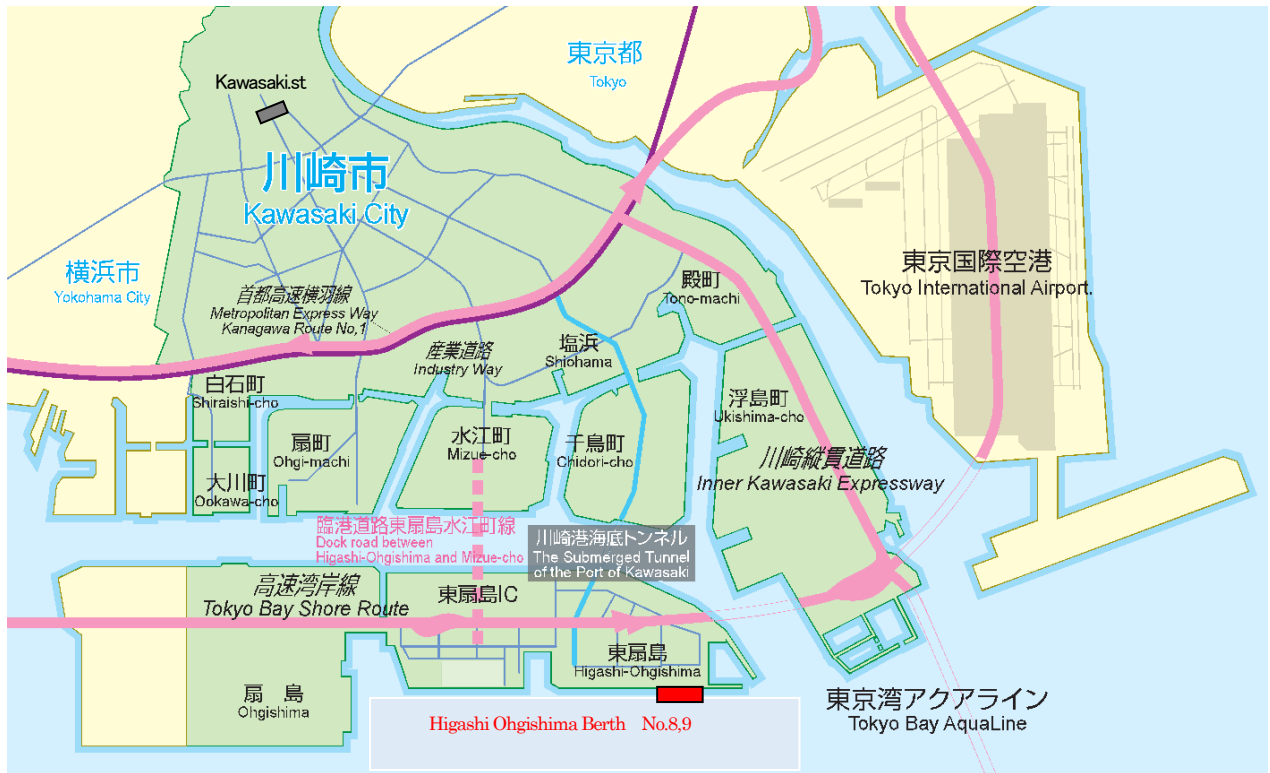 東京都
Tokyo
Kawasaki.st
川崎市
Kawasaki City
横浜市
Yokohama City
東京国際空港
Tokyo International Airport.
殿町
Tono-machi
首都高速横羽線
Metropolitan Express Way
Kanagawa Route No,1
産業道路
Industry Way
塩浜
Shiohama
白石町
Shiraishi-cho
浮島町
Ukishima-cho
扇町
Ohgi-machi
水江町
Mizue-cho
千鳥町
Chidori-cho
川崎縦貫道路
Inner Kawasaki Expressway
大川町
Ookawa-cho
臨港道路東扇島水江町線
Dock road between
Higashi-Ohgishima and Mizue-cho
川崎港海底トンネル
The Submerged Tunnel
of the Port of Kawasaki
高速湾岸線
Tokyo Bay Shore Route
東扇島IC
東扇島
Higashi-Ohgishima
扇島
Ohgishima
東京湾アクアライン
Tokyo Bay AquaLine
Higashi Ohgishima Berth No.8,9